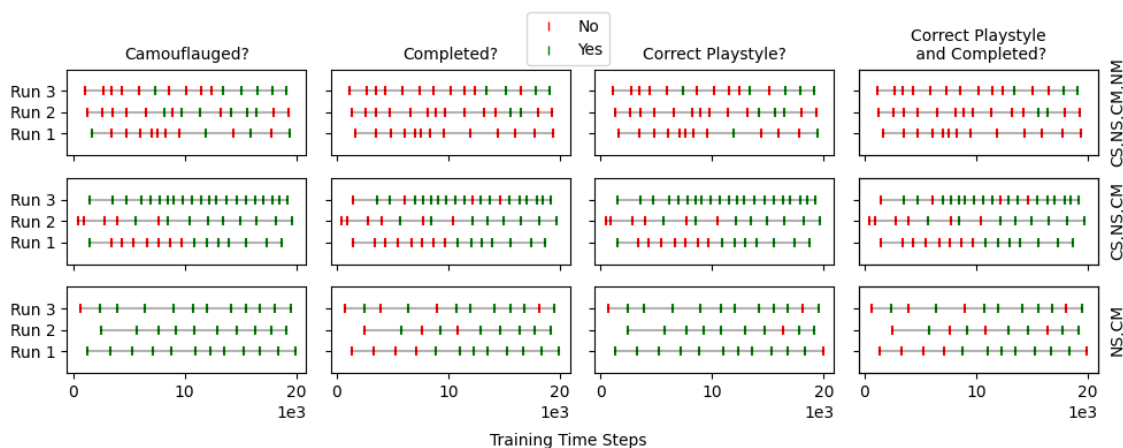 No
Yes
Camouflauged?
Completed?
Correct Playstyle?
Correct Playstyle
and Completed?
Run 3
Run 2
Run 1
CS,NS,CM,NM
Run 3
Run 2
Run 1
CS,NS,CM
Run 3
Run 2
Run 1
NS,CM
0 10 20 0 10 20 0 10 20 0 10 20
1e3 1e3 1e3 1e3
Training Time Steps